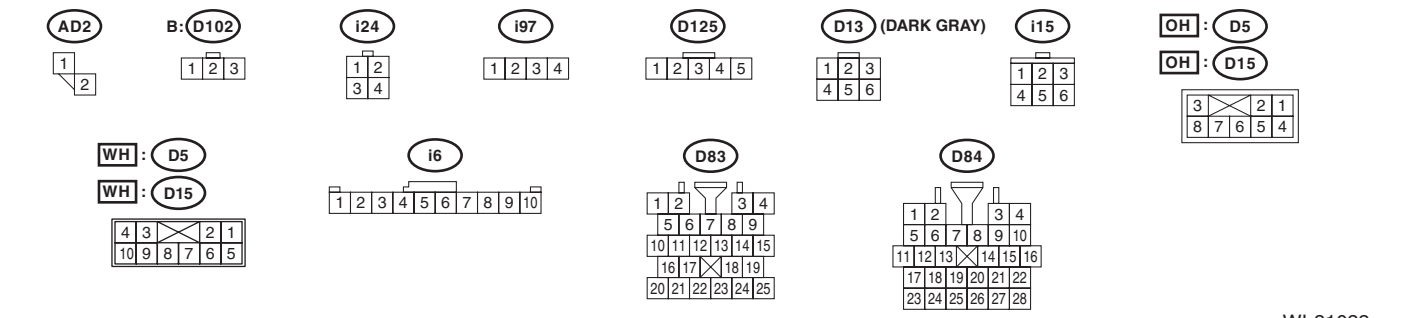 AD2 B: D102 i24 i97 D125 D13 (DARK GRAY) i15 OH : D5
OH : D15
1
2
1 2 3
1 2
3 4
1 2 3 4
1 2 3 4 5
1 2 3
4 5 6
1 2 3
4 5 6
3 2 1
8 7 6 5 4
WH : D5
WH : D15
4 3 2 1
10 9 8 7 6 5
i6
1 2 3 4 5 6 7 8 9 10
D83
1 2 3 4
5 6 7 8 9
10 11 12 13 14 15
16 17 18 19
20 21 22 23 24 25
D84
1 2 3 4
5 6 7 8 9 10
11 12 13 14 15 16
17 18 19 20 21 22
23 24 25 26 27 28